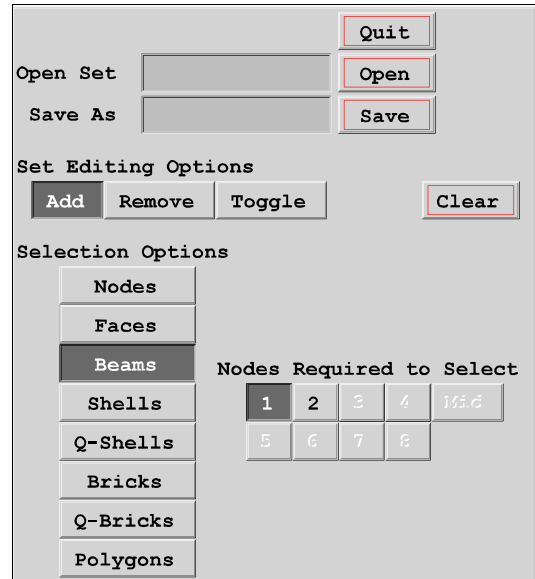 Quit
Open Set Open
Save As Save
Set Editing Options
Add Remove Toggle Clear
Selection Options
Nodes
Faces
Beams Nodes Required to Select
Shells 1 2 3 4 Mid
Q-Shells 5 6 7 8
Bricks
Q-Bricks
Polygons